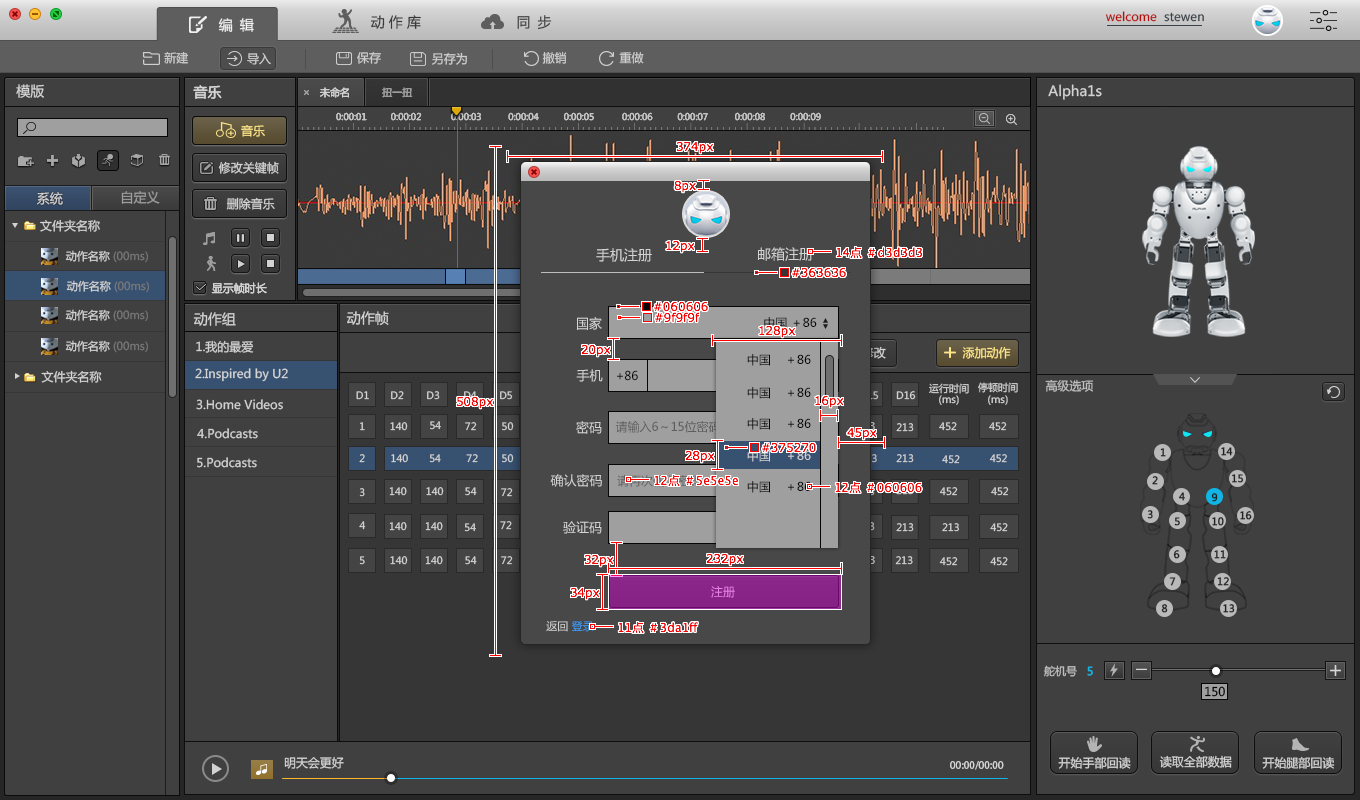 编 辑
动 作 库
同 步
welcome stewen
新建
导入
保存
另存为
撤销
重做
模版
系统
自定义
文件夹名称
动作名称 (00ms)
动作名称 (00ms)
动作名称 (00ms)
动作名称 (00ms)
文件夹名称
音乐
音乐
修改关键帧
删除音乐
显示帧时长
× 未命名
扭一扭
0:00:01 0:00:02 0:00:03 0:00:04 0:00:05 0:00:06 0:00:07 0:00:08 0:00:09
动作组
1.我的最爱
2.Inspired by U2
3.Home Videos
4.Podcasts
5.Podcasts
动作帧
添加动作
D1 D2 D3 D4 D5 D16 运行时间 (ms) 停顿时间 (ms)
1 140 54 72 50 213 452 452
2 140 54 72 50 213 452 452
3 140 140 54 72 213 452 452
4 140 140 54 72 213 213 452
5 140 140 54 72 213 452 452
374px
8px
12px
手机注册
邮箱注册
14点 #d3d3d3
#363636
#060606
#9f9f9f
国家
中国 +86
128px
20px
手机
+86
中国 +86
中国 +86
中国 +86
中国 +86
中国 +86
508px
16px
45px
密码
请输入6～15位密码
28px
#375270
确认密码
12点 #5e5e5e
12点 #060606
验证码
32px
232px
34px
注册
返回 登录
11点 #3da1ff
明天会更好
00:00/00:00
Alpha1s
高级选项
1 14
2 15
4 9
3 5 10 16
6 11
7 12
8 13
舵机号 5
150
开始手部回读
读取全部数据
开始腿部回读